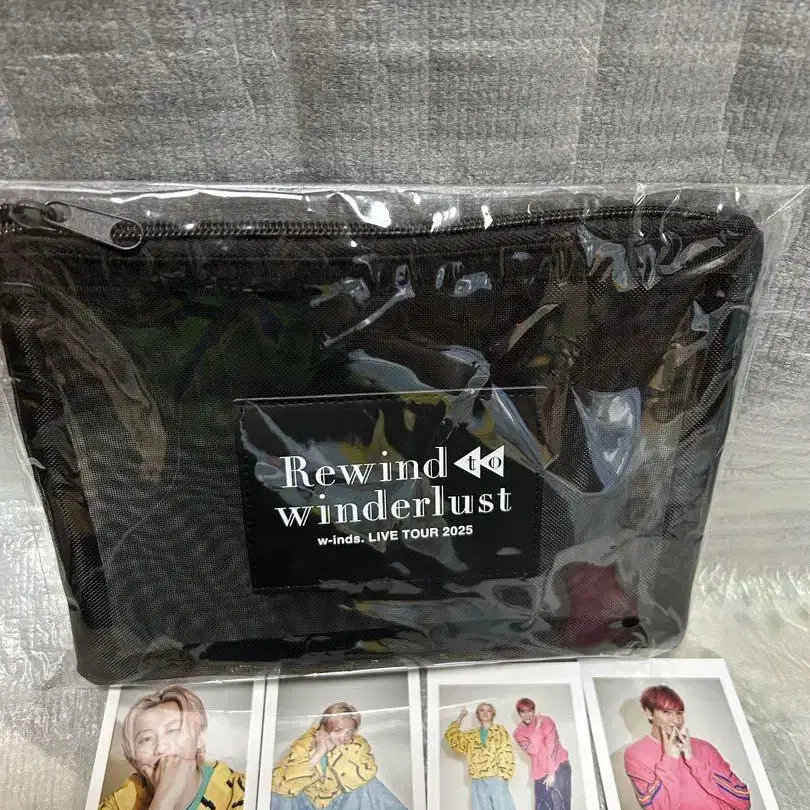 Rewind to
winderlust
w-inds. LIVE TOUR 2025